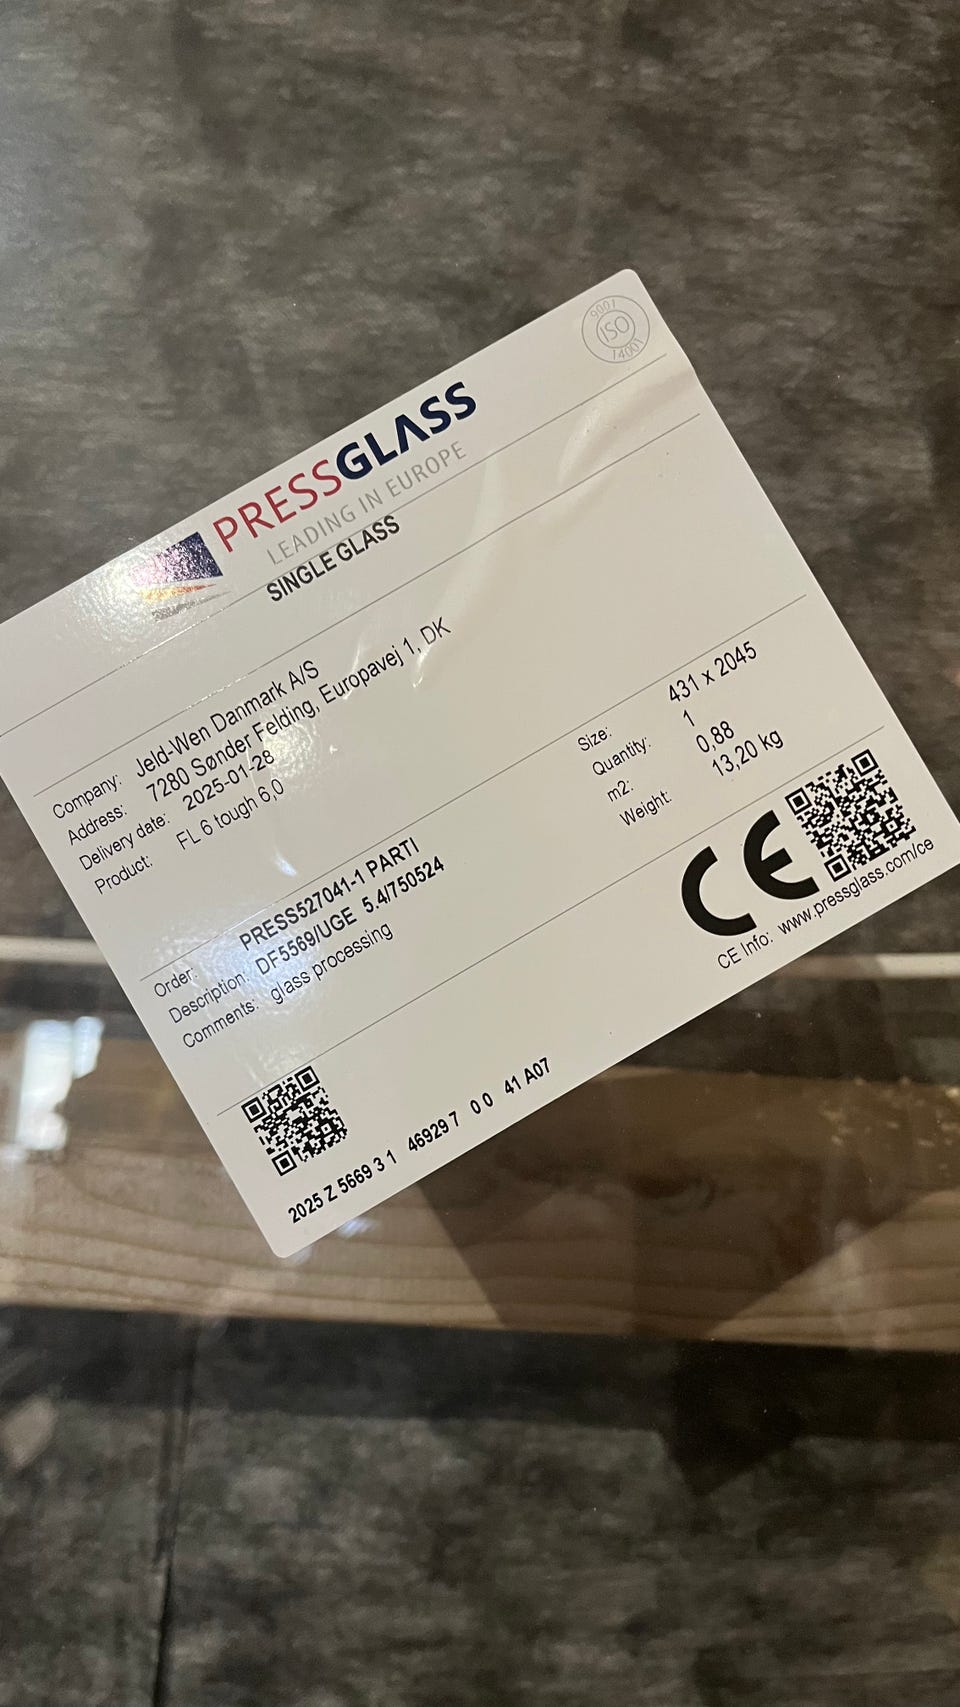 9001
ISO
14001
PRESSGLASS
LEADING IN EUROPE
SINGLE GLASS
Company: Jeld-Wen Danmark A/S
Address: 7280 Sønder Felding, Europavej 1, DK
Delivery date: 2025-01-28
Product: FL 6 tough 6,0
Size: 431 x 2045
Quantity: 1
m2: 0,88
Weight: 13,20 kg
Order: PRESS527041-1 PARTI
Description: DF5569/UGE 5.4/750524
Comments: glass processing
CE
CE Info: www.pressglass.com/ce
2025 Z 5669 3 1 46929 7 0 0 41 A07